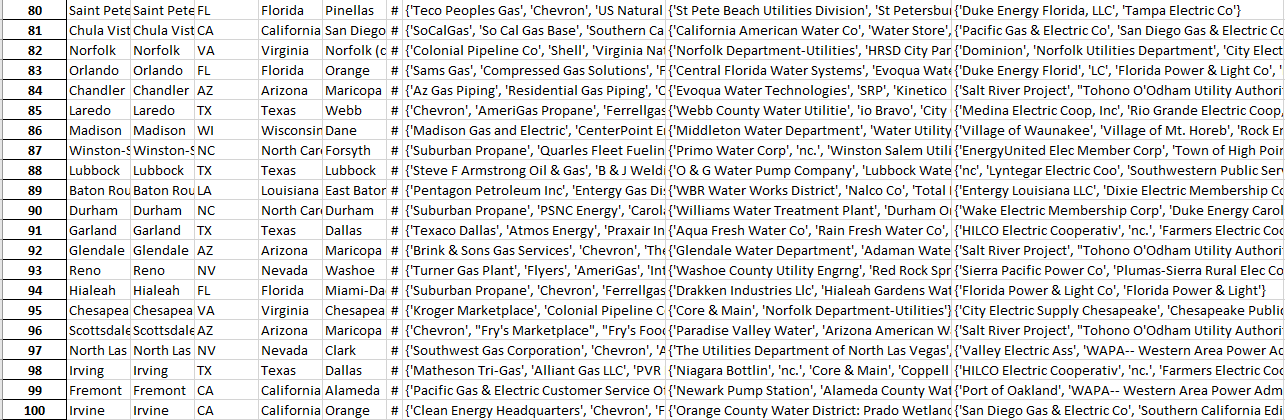 80 Saint Pete Saint Pete FL Florida Pinellas # {'Teco Peoples Gas', 'Chevron', 'US Natural {'St Pete Beach Utilities Division', 'St Petersbur {'Duke Energy Florida, LLC', 'Tampa Electric Co'}
81 Chula Vist Chula Vist CA California San Diego # {'SoCalGas', 'So Cal Gas Base', 'Southern Ca {'California American Water Co', 'Water Store', {'Pacific Gas & Electric Co', 'San Diego Gas & Electric Co
82 Norfolk Norfolk VA Virginia Norfolk (c # {'Colonial Pipeline Co', 'Shell', 'Virginia Nat {'Norfolk Department-Utilities', 'HRSD City Par {'Dominion', 'Norfolk Utilities Department', 'City Elect
83 Orlando Orlando FL Florida Orange # {'Sams Gas', 'Compressed Gas Solutions', 'F {'Central Florida Water Systems', 'Evoqua Wate {'Duke Energy Florid', 'LC', 'Florida Power & Light Co', '
84 Chandler Chandler AZ Arizona Maricopa # {'Az Gas Piping', 'Residential Gas Piping', 'C {'Evoqua Water Technologies', 'SRP', 'Kinetico {'Salt River Project', "Tohono O'Odham Utility Authori
85 Laredo Laredo TX Texas Webb # {'Chevron', 'AmeriGas Propane', 'Ferrellgas {'Webb County Water Utilitie', 'io Bravo', 'City {'Medina Electric Coop, Inc', 'Rio Grande Electric Coop,
86 Madison Madison WI Wisconsin Dane # {'Madison Gas and Electric', 'CenterPoint E {'Middleton Water Department', 'Water Utility {'Village of Waunakee', 'Village of Mt. Horeb', 'Rock E
87 Winston-S Winston-S NC North Car Forsyth # {'Suburban Propane', 'Quarles Fleet Fuelin {'Primo Water Corp', 'nc.', 'Winston Salem Utili {'EnergyUnited Elec Member Corp', 'Town of High Poin
88 Lubbock Lubbock TX Texas Lubbock # {'Steve F Armstrong Oil & Gas', 'B & J Weldi {'O & G Water Pump Company', 'Lubbock Wate {'nc', 'Lyntegar Electric Coo', 'Southwestern Public Ser
89 Baton Rou Baton Rou LA Louisiana East Baton # {'Pentagon Petroleum Inc', 'Entergy Gas Di {'WBR Water Works District', 'Nalco Co', 'Total {'Entergy Louisiana LLC', 'Dixie Electric Membership Co
90 Durham Durham NC North Car Durham # {'Suburban Propane', 'PSNC Energy', 'Carola {'Williams Water Treatment Plant', 'Durham O {'Wake Electric Membership Corp', 'Duke Energy Carol
91 Garland Garland TX Texas Dallas # {'Texaco Dallas', 'Atmos Energy', 'Praxair In {'Aqua Fresh Water Co', 'Rain Fresh Water Co', {'HILCO Electric Cooperativ', 'nc.', 'Farmers Electric Coo
92 Glendale Glendale AZ Arizona Maricopa # {'Brink & Sons Gas Services', 'Chevron', 'The {'Glendale Water Department', 'Adaman Wate {'Salt River Project', "Tohono O'Odham Utility Authori
93 Reno Reno NV Nevada Washoe # {'Turner Gas Plant', 'Flyers', 'AmeriGas', 'Int {'Washoe County Utility Engrng', 'Red Rock Spr {'Sierra Pacific Power Co', 'Plumas-Sierra Rural Elec Co
94 Hialeah Hialeah FL Florida Miami-Da # {'Suburban Propane', 'Chevron', 'Ferrellgas {'Drakken Industries Llc', 'Hialeah Gardens Wat {'Florida Power & Light Co', 'Florida Power & Light'}
95 Chesapea Chesapea VA Virginia Chesapea # {'Kroger Marketplace', 'Colonial Pipeline C {'Core & Main', 'Norfolk Department-Utilities'} {'City Electric Supply Chesapeake', 'Chesapeake Public
96 Scottsdale Scottsdale AZ Arizona Maricopa # {'Chevron', "Fry's Marketplace", "Fry's Food {'Paradise Valley Water', 'Arizona American W {'Salt River Project', "Tohono O'Odham Utility Authori
97 North Las North Las NV Nevada Clark # {'Southwest Gas Corporation', 'Chevron', 'A {'The Utilities Department of North Las Vegas', {'Valley Electric Ass', 'WAPA-- Western Area Power Ad
98 Irving Irving TX Texas Dallas # {'Matheson Tri-Gas', 'Alliant Gas LLC', 'PVR {'Niagara Bottlin', 'nc.', 'Core & Main', 'Coppell {'HILCO Electric Cooperativ', 'nc.', 'Farmers Electric Coo
99 Fremont Fremont CA California Alameda # {'Pacific Gas & Electric Customer Service O {'Newark Pump Station', 'Alameda County Wat {'Port of Oakland', 'WAPA-- Western Area Power Admi
100 Irvine Irvine CA California Orange # {'Clean Energy Headquarters', 'Chevron', 'F {'Orange County Water District: Prado Wetland {'San Diego Gas & Electric Co', 'Southern California Edi